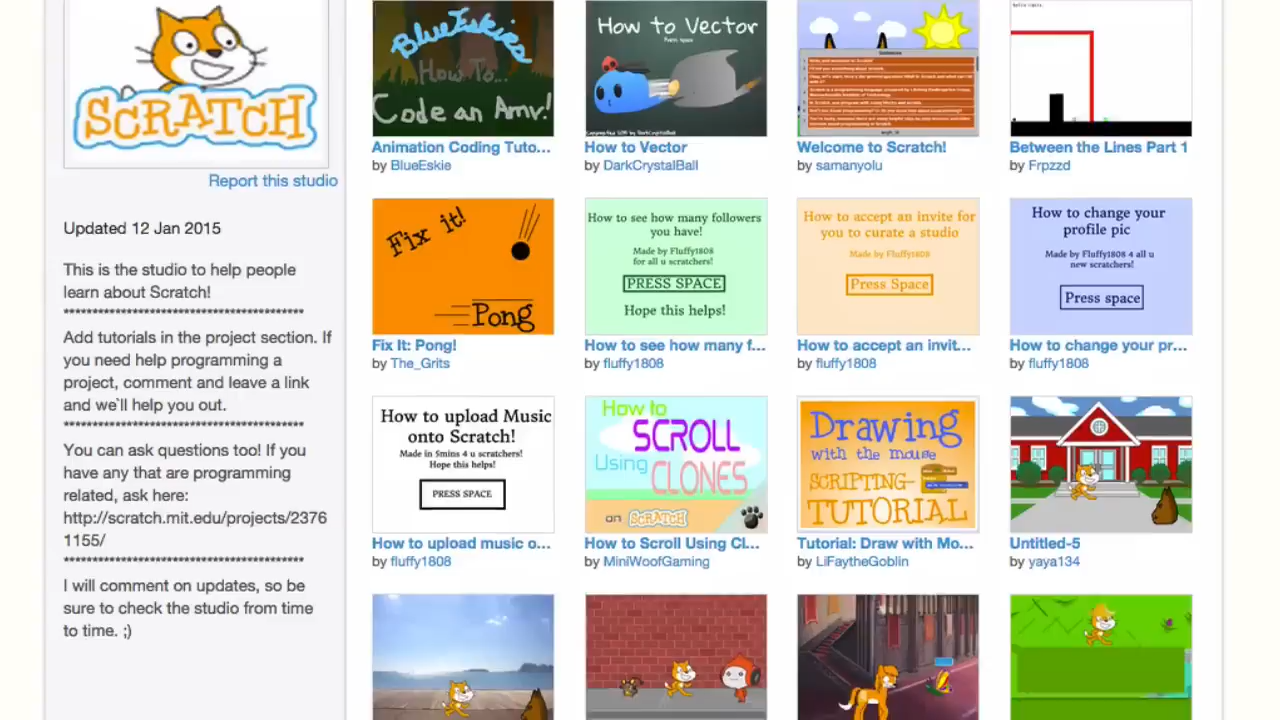 SCRATCH
Report this studio
Updated 12 Jan 2015
This is the studio to help people
learn about Scratch!
******************************************
Add tutorials in the project section. If
you need help programming a
project, comment and leave a link
and we`ll help you out.
******************************************
You can ask questions too! If you
have any that are programming
related, ask here:
http://scratch.mit.edu/projects/2376
1155/
******************************************
I will comment on updates, so be
sure to check the studio from time
to time. ;)
BlueEskies
How To...
Code an Amv!
Animation Coding Tuto...
by BlueEskie
How to Vector
How to Vector
by DarkCrystalBall
Welcome to Scratch!
by samanyolu
Between the Lines Part 1
by Frpzzd
Fix it!
Pong
Fix It: Pong!
by The_Grits
How to see how many followers
you have!
Made by Fluffy1808
for all u scratchers!
PRESS SPACE
Hope this helps!
How to see how many f...
by fluffy1808
How to accept an invite for
you to curate a studio
Made by Fluffy1808
Press Space
How to accept an invit...
by fluffy1808
How to change your
profile pic
Made by Fluffy1808 4 all u
new scratchers!
Press space
How to change your pr...
by fluffy1808
How to upload Music
onto Scratch!
Made in 5mins 4 u scratchers!
Hope this helps!
PRESS SPACE
How to upload music o...
by fluffy1808
How to
SCROLL
Using
CLONES
on SCRATCH
How to Scroll Using Cl...
by MiniWoofGaming
Drawing
with the mouse
SCRIPTING-
TUTORIAL
Tutorial: Draw with Mo...
by LiFaytheGoblin
Untitled-5
by yaya134